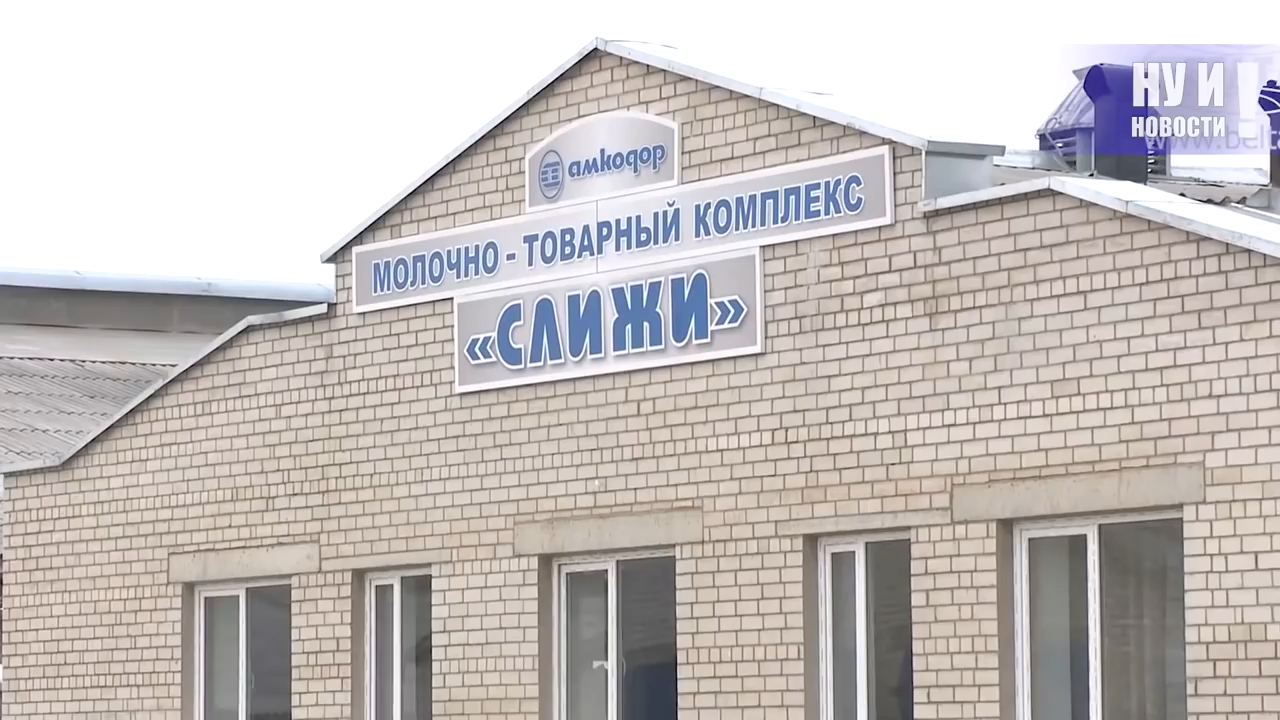 амкодор
МОЛОЧНО - ТОВАРНЫЙ КОМПЛЕКС
«СЛИЖИ»
НУ И !
НОВОСТИ